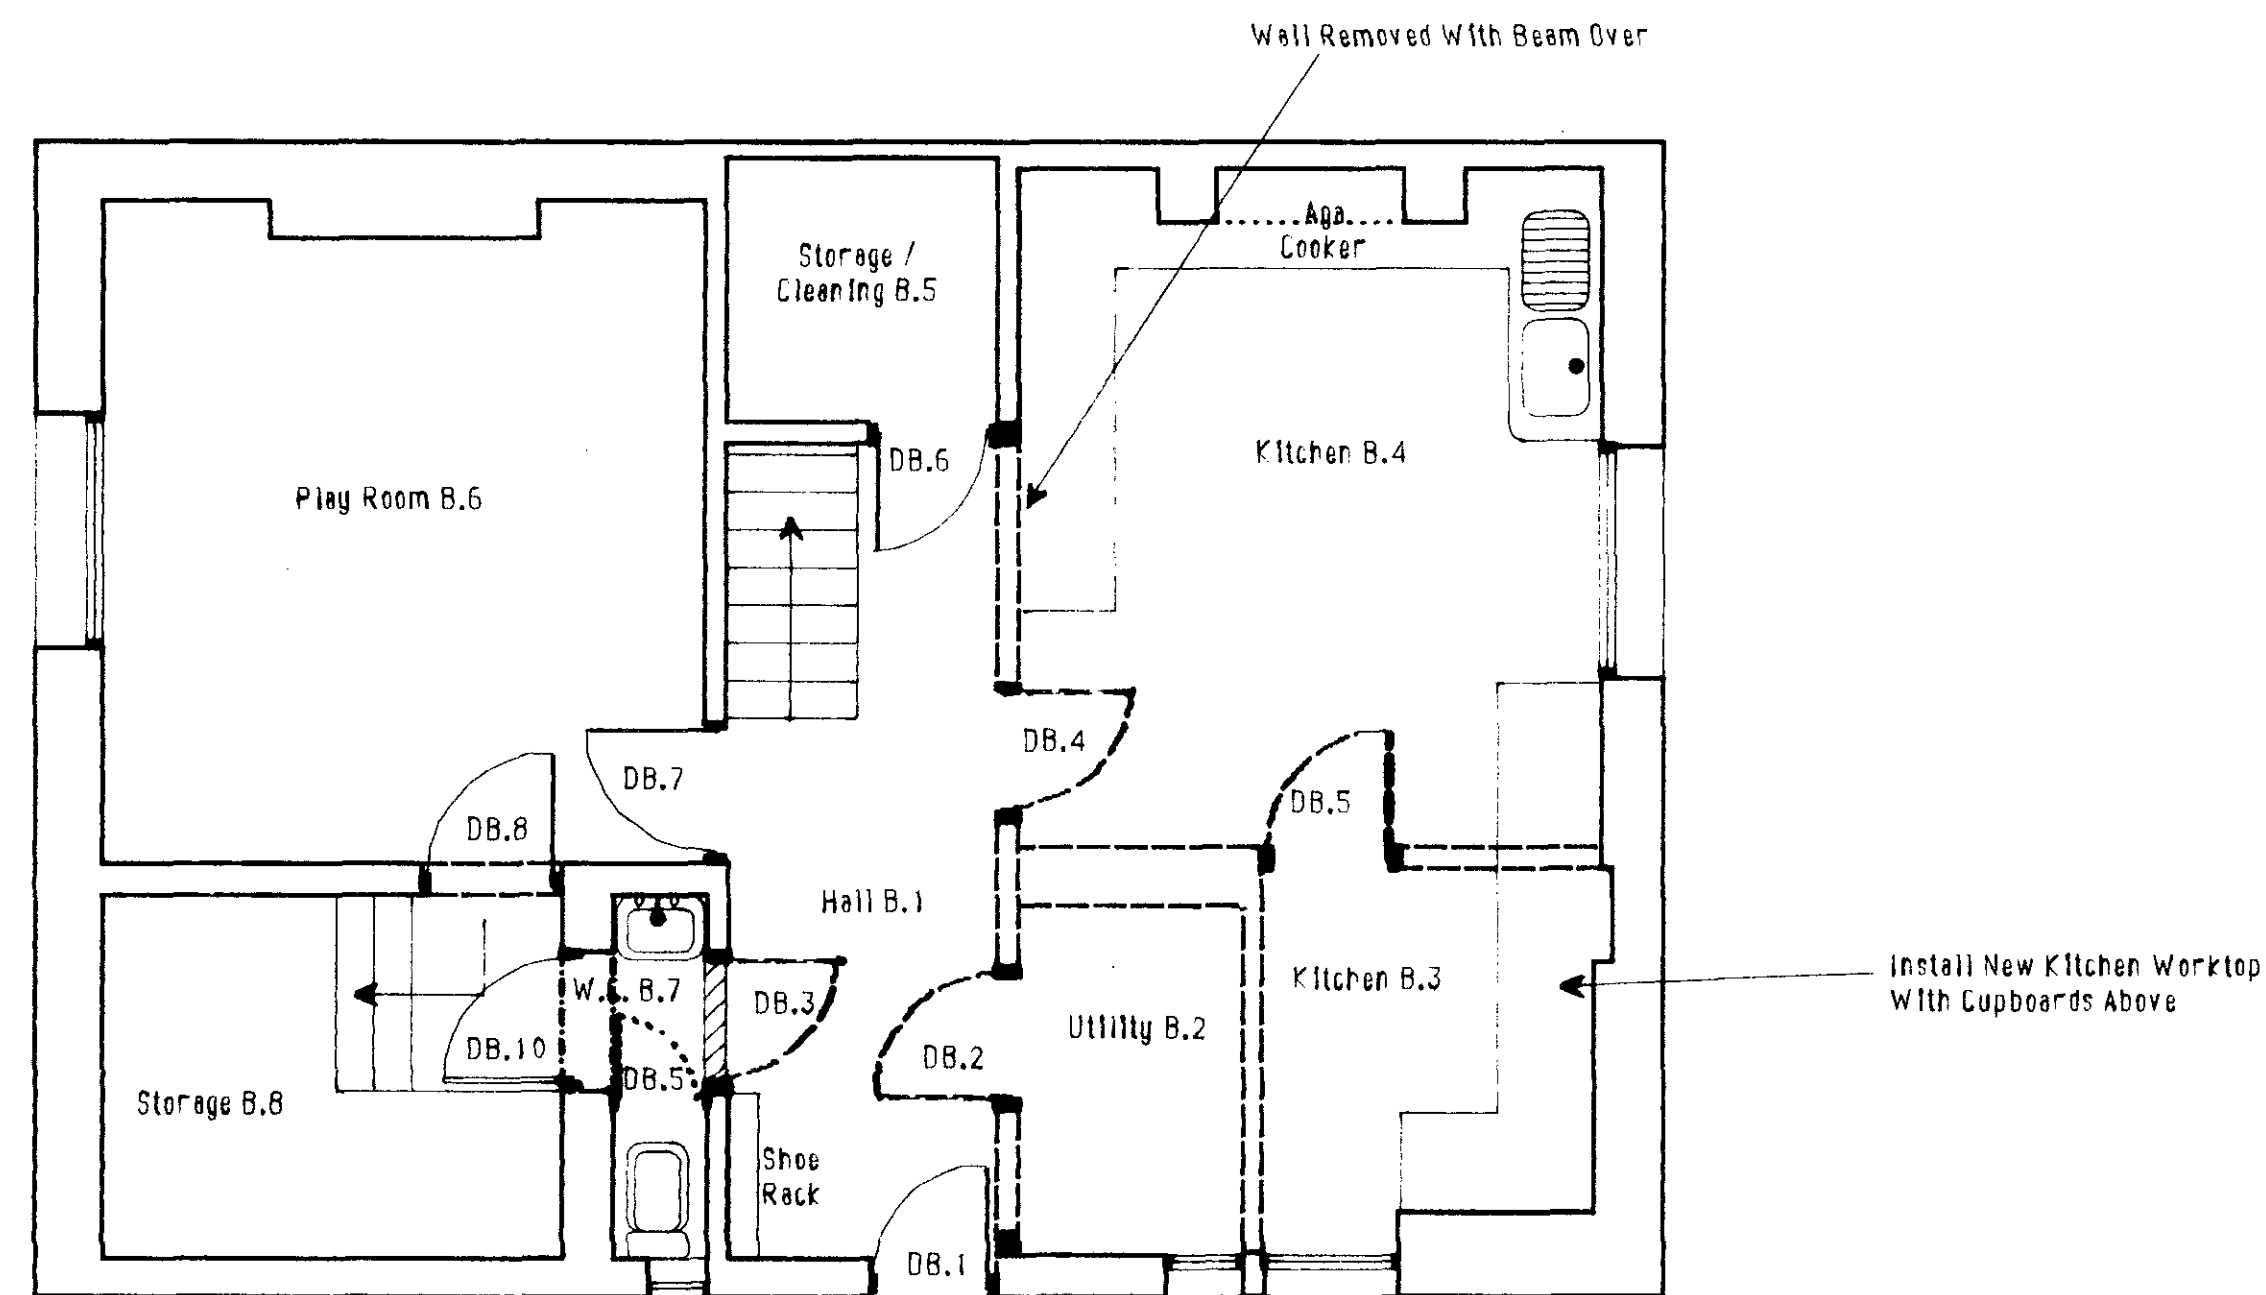 Wall Removed With Beam Over
Aga
Cooker
Storage /
Cleaning B.5
DB.6
Kitchen B.4
Play Room B.6
DB.4
DB.7
DB.5
DB.8
Hall B.1
Install New Kitchen Worktop
With Cupboards Above
Kitchen B.3
B.7
DB.3
Utility B.2
DB.10
DB.5
DB.2
Storage B.8
Shoe
Rack
DB.1